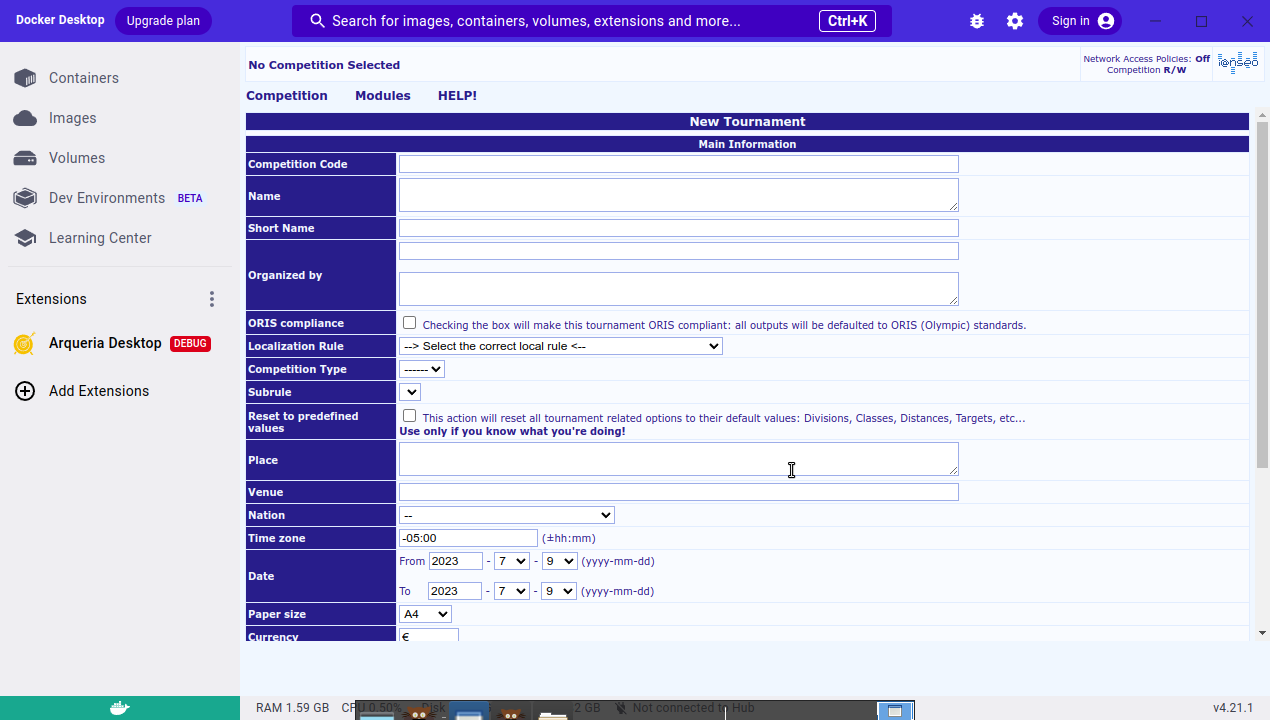 Docker Desktop
Upgrade plan
Search for images, containers, volumes, extensions and more...
Ctrl+K
Sign in
Containers
Images
Volumes
Dev Environments BETA
Learning Center
Extensions
Arqueria Desktop DEBUG
Add Extensions
No Competition Selected
Network Access Policies: Off
Competition R/W
ianseo
Competition Modules HELP!
New Tournament
Main Information
Competition Code
Name
Short Name
Organized by
ORIS compliance
Checking the box will make this tournament ORIS compliant: all outputs will be defaulted to ORIS (Olympic) standards.
Localization Rule
--> Select the correct local rule <--
Competition Type
------
Subrule
Reset to predefined values
This action will reset all tournament related options to their default values: Divisions, Classes, Distances, Targets, etc...
Use only if you know what you're doing!
Place
Venue
Nation
--
Time zone
-05:00 (±hh:mm)
Date
From 2023 - 7 - 9 (yyyy-mm-dd)
To 2023 - 7 - 9 (yyyy-mm-dd)
Paper size
A4
Currency
€
RAM 1.59 GB CPU 0.50% Disk 2 GB Not connected to Hub
v4.21.1